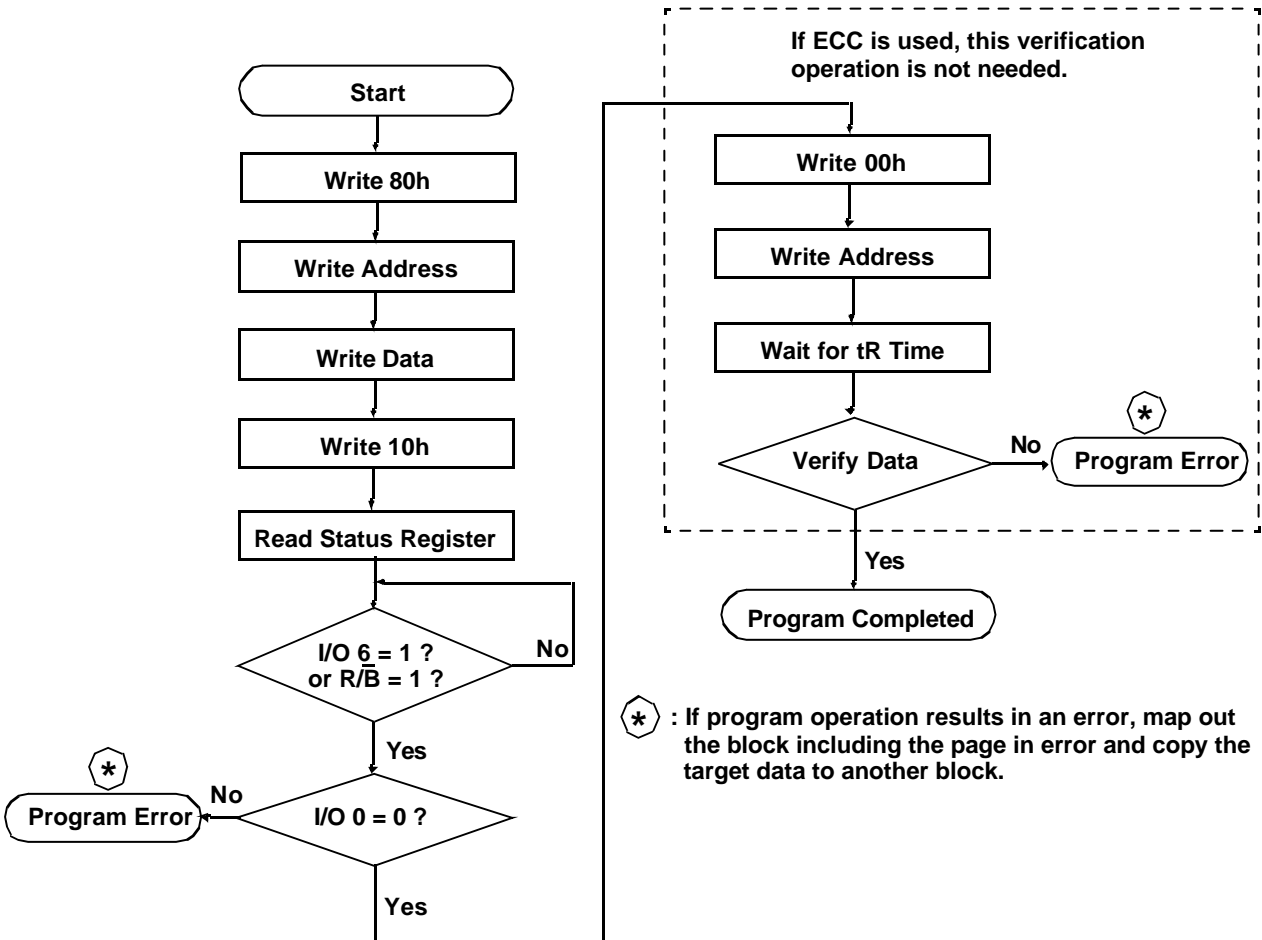 Start
Write 80h
Write Address
Write Data
Write 10h
Read Status Register
I/O 6 = 1 ?
or R/B̅ = 1 ?
No
Yes
*
No
Program Error
I/O 0 = 0 ?
Yes
If ECC is used, this verification
operation is not needed.
Write 00h
Write Address
Wait for tR Time
Verify Data
No
*
Program Error
Yes
Program Completed
* : If program operation results in an error, map out
the block including the page in error and copy the
target data to another block.